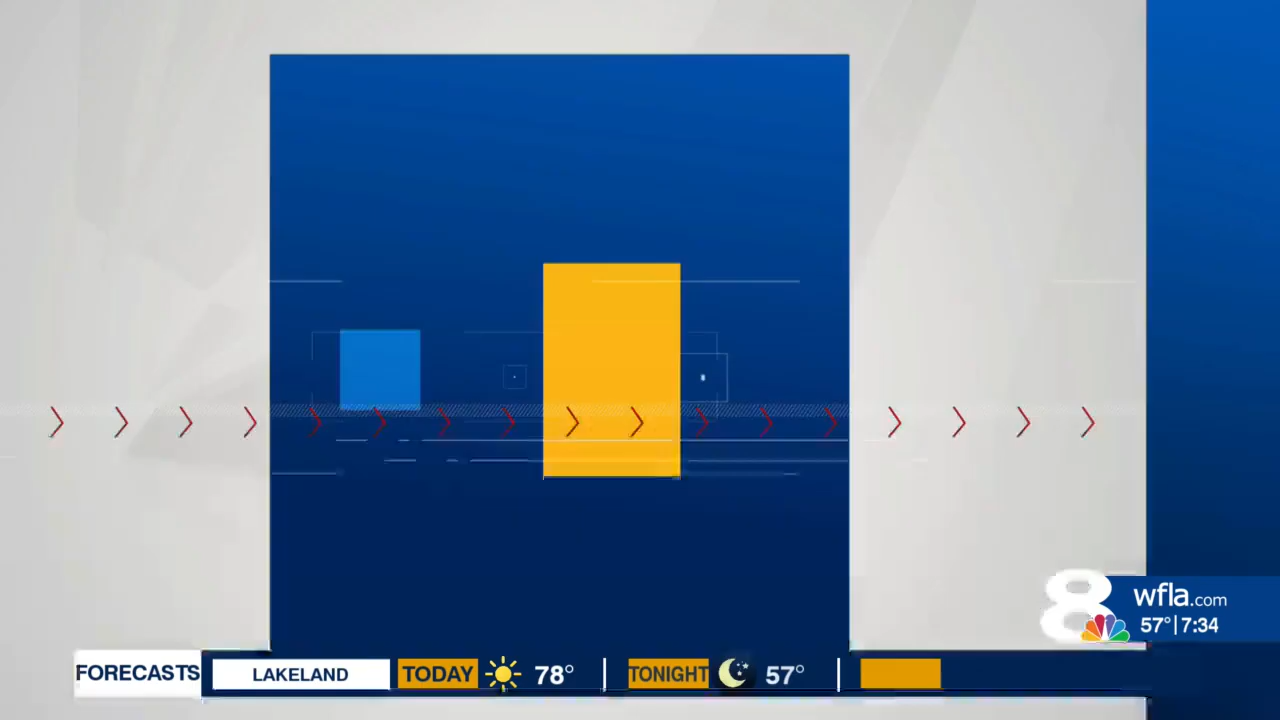 8 wfla.com
57° | 7:34
FORECASTS LAKELAND TODAY 78° | TONIGHT 57° |